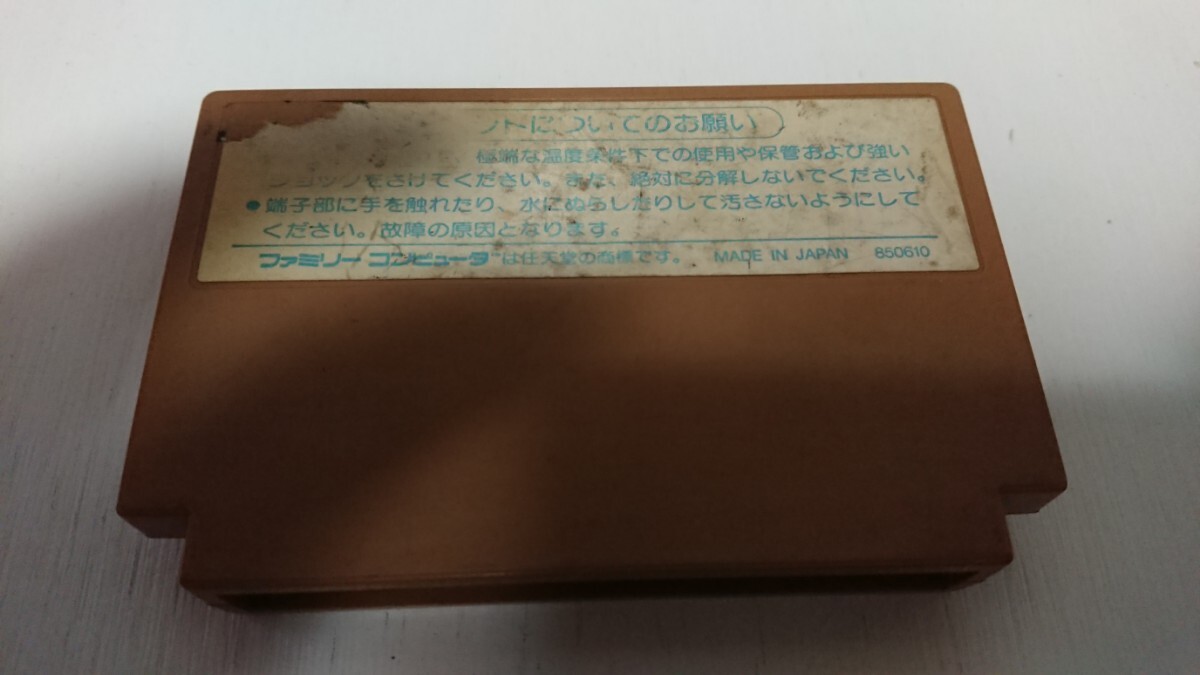 フトについてのお願い
極端な温度条件下での使用や保管および強い
ショックをさけてください。また、絶対に分解しないでください。
●端子部に手を触れたり、水にぬらしたりして汚さないようにして
ください。故障の原因となります。
ファミリーコンピュータ™は任天堂の商標です。 MADE IN JAPAN 850610